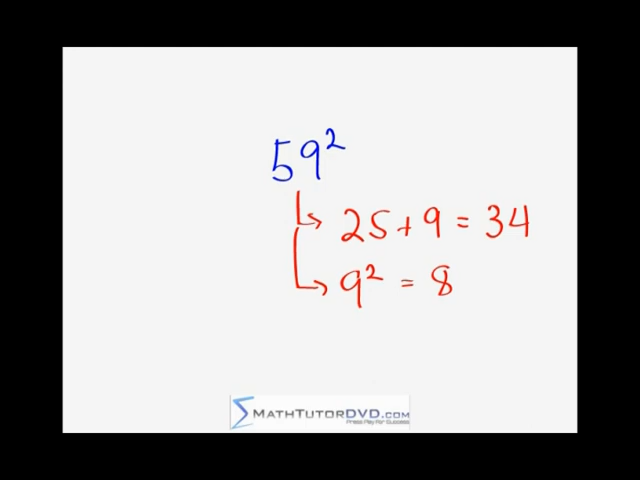 59²
25 + 9 = 34
9² = 8
MATHTUTORDVD.COM
Press Play For Success